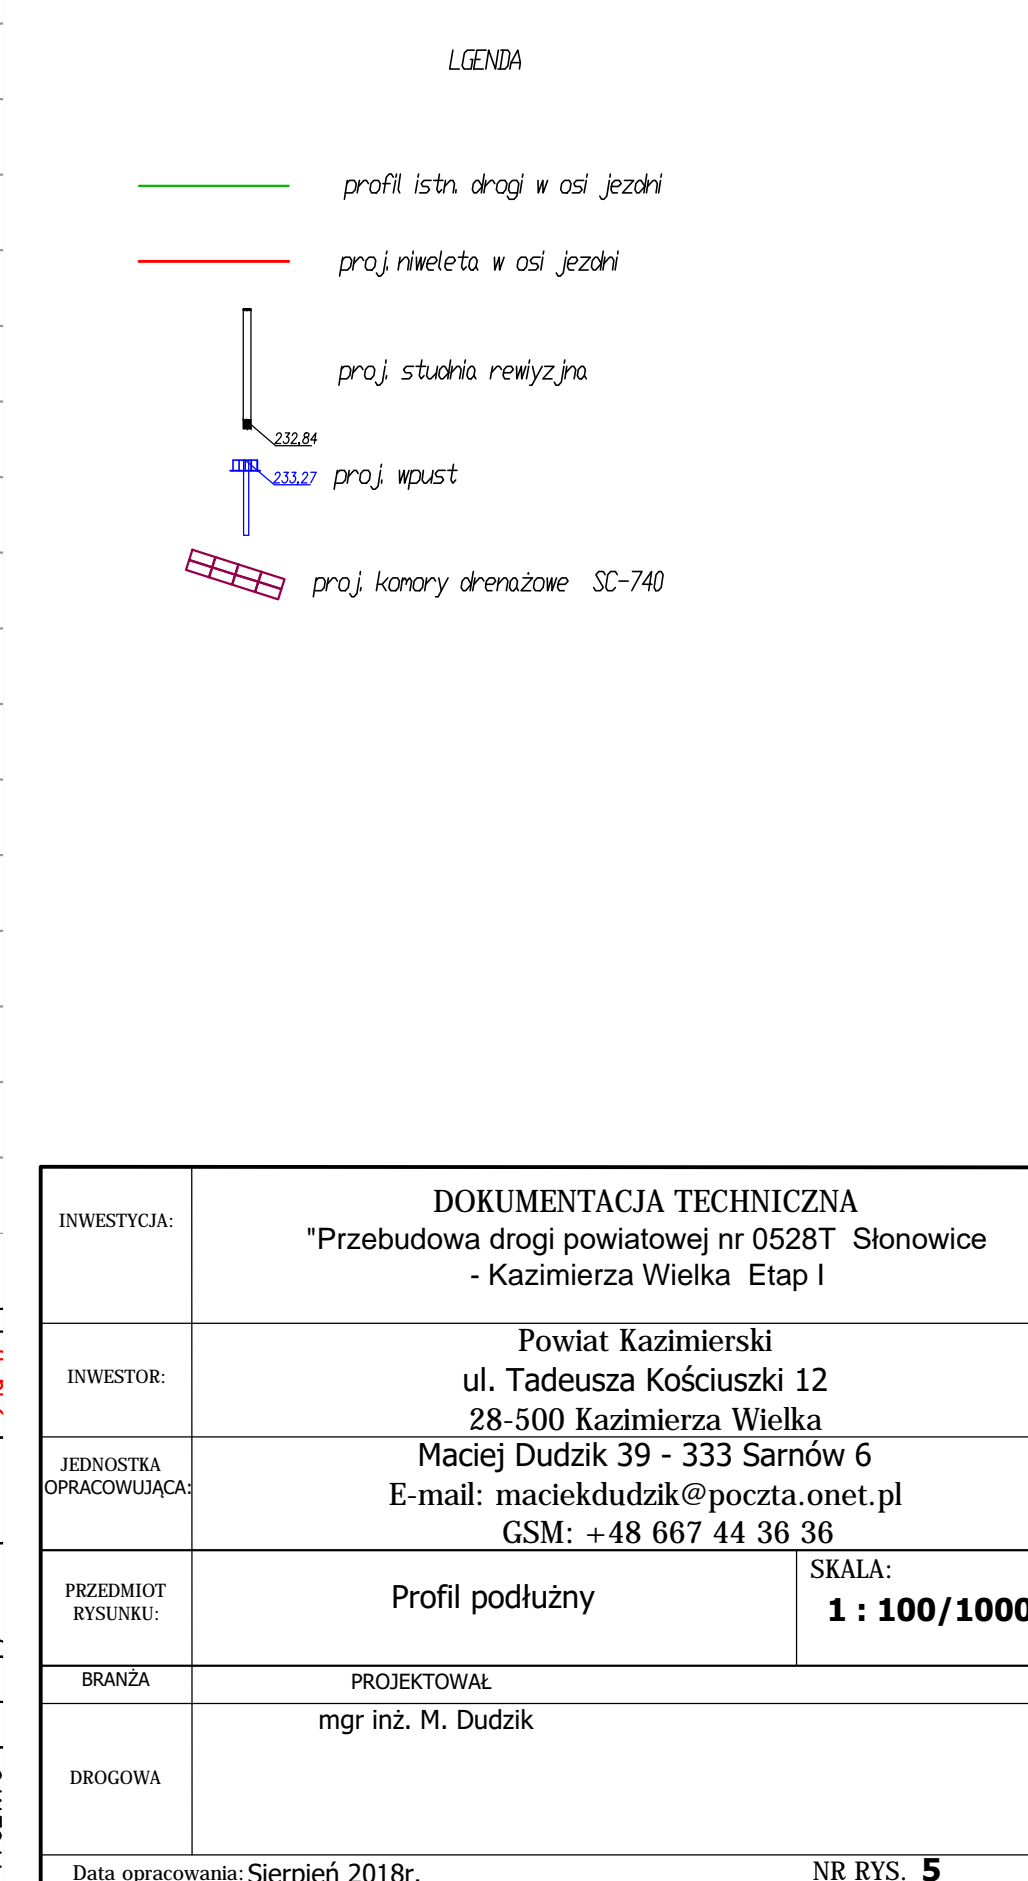 LGENDA
profil istn. drogi w osi jezdni
proj. niweleta w osi jezdni
proj. studnia rewiyzjna
232,84
233,27 proj. wpust
proj. komory drenażowe SC-740
INWESTYCJA:
DOKUMENTACJA TECHNICZNA
"Przebudowa drogi powiatowej nr 0528T Słonowice
- Kazimierza Wielka Etap I
INWESTOR:
Powiat Kazimierski
ul. Tadeusza Kościuszki 12
28-500 Kazimierza Wielka
JEDNOSTKA
OPRACOWUJĄCA:
Maciej Dudzik 39 - 333 Sarnów 6
E-mail: maciekdudzik@poczta.onet.pl
GSM: +48 667 44 36 36
PRZEDMIOT
RYSUNKU:
Profil podłużny
SKALA:
1 : 100/1000
BRANŻA
PROJEKTOWAŁ
mgr inż. M. Dudzik
DROGOWA
Data opracowania: Sierpień 2018r.
NR RYS. 5